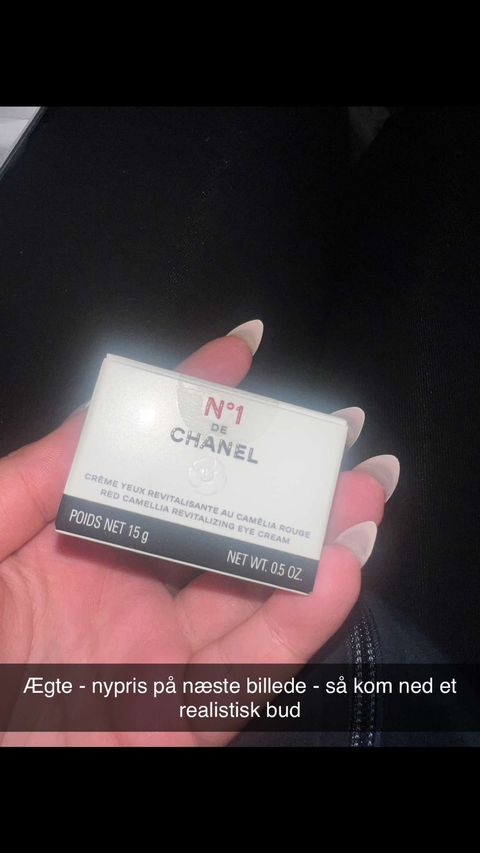 N°1
DE
CHANEL
CRÈME YEUX REVITALISANTE AU CAMÉLIA ROUGE
RED CAMELLIA REVITALIZING EYE CREAM
POIDS NET 15 g
NET WT. 0.5 OZ.
Ægte - nypris på næste billede - så kom ned et
realistisk bud